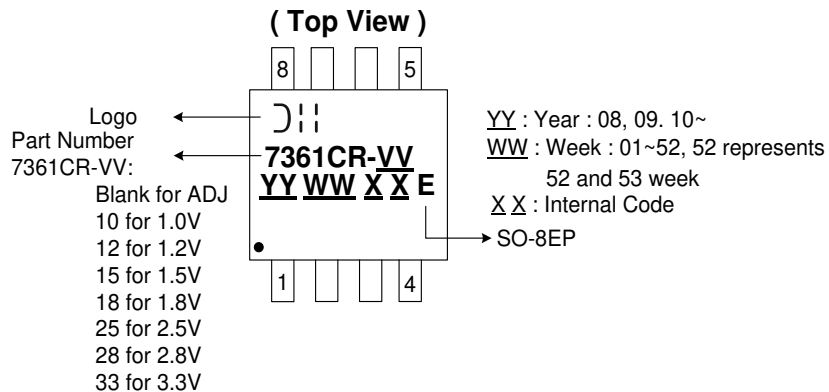 ( Top View )
8 5
Logo
Part Number
7361CR-VV:
Blank for ADJ
10 for 1.0V
12 for 1.2V
15 for 1.5V
18 for 1.8V
25 for 2.5V
28 for 2.8V
33 for 3.3V
7361CR-VV
YY WW X X E
1 4
YY : Year : 08, 09. 10~
WW : Week : 01~52, 52 represents
52 and 53 week
X X : Internal Code
SO-8EP